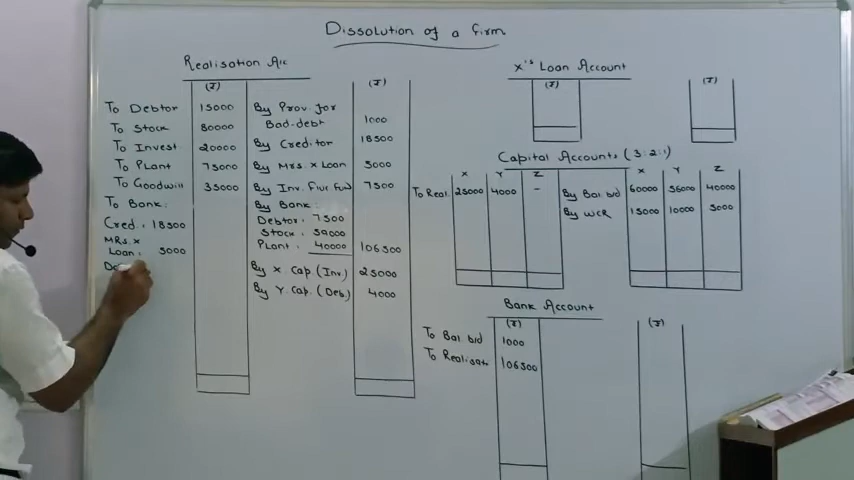 Dissolution of a firm
Realisation A/c
(₹) (₹)
To Debtor 15000 By Prov. for
Bad-debt 1000
To Stock 80000
To Invest. 20000 By Creditor 18500
To Plant 75000 By Mrs. x Loan 5000
To Goodwill 35000 By Inv. Fluc Fund 7500
To Bank: By Bank:
Cred.: 18500 Debtor: 7500
MRs. x Stock: 59000
Loan: 5000 Plant: 40000 106500
By X. Cap (Inv.) 25000
By Y. Cap. (Deb.) 4000
X's Loan Account
(₹) (₹)
Capital Accounts (3:2:1)
X Y Z X Y Z
To Real. 25000 4000 - By Bal. b/d 60000 56000 40000
By WCR 15000 10000 5000
Bank Account
(₹) (₹)
To Bal b/d 1000
To Realisatn 106500